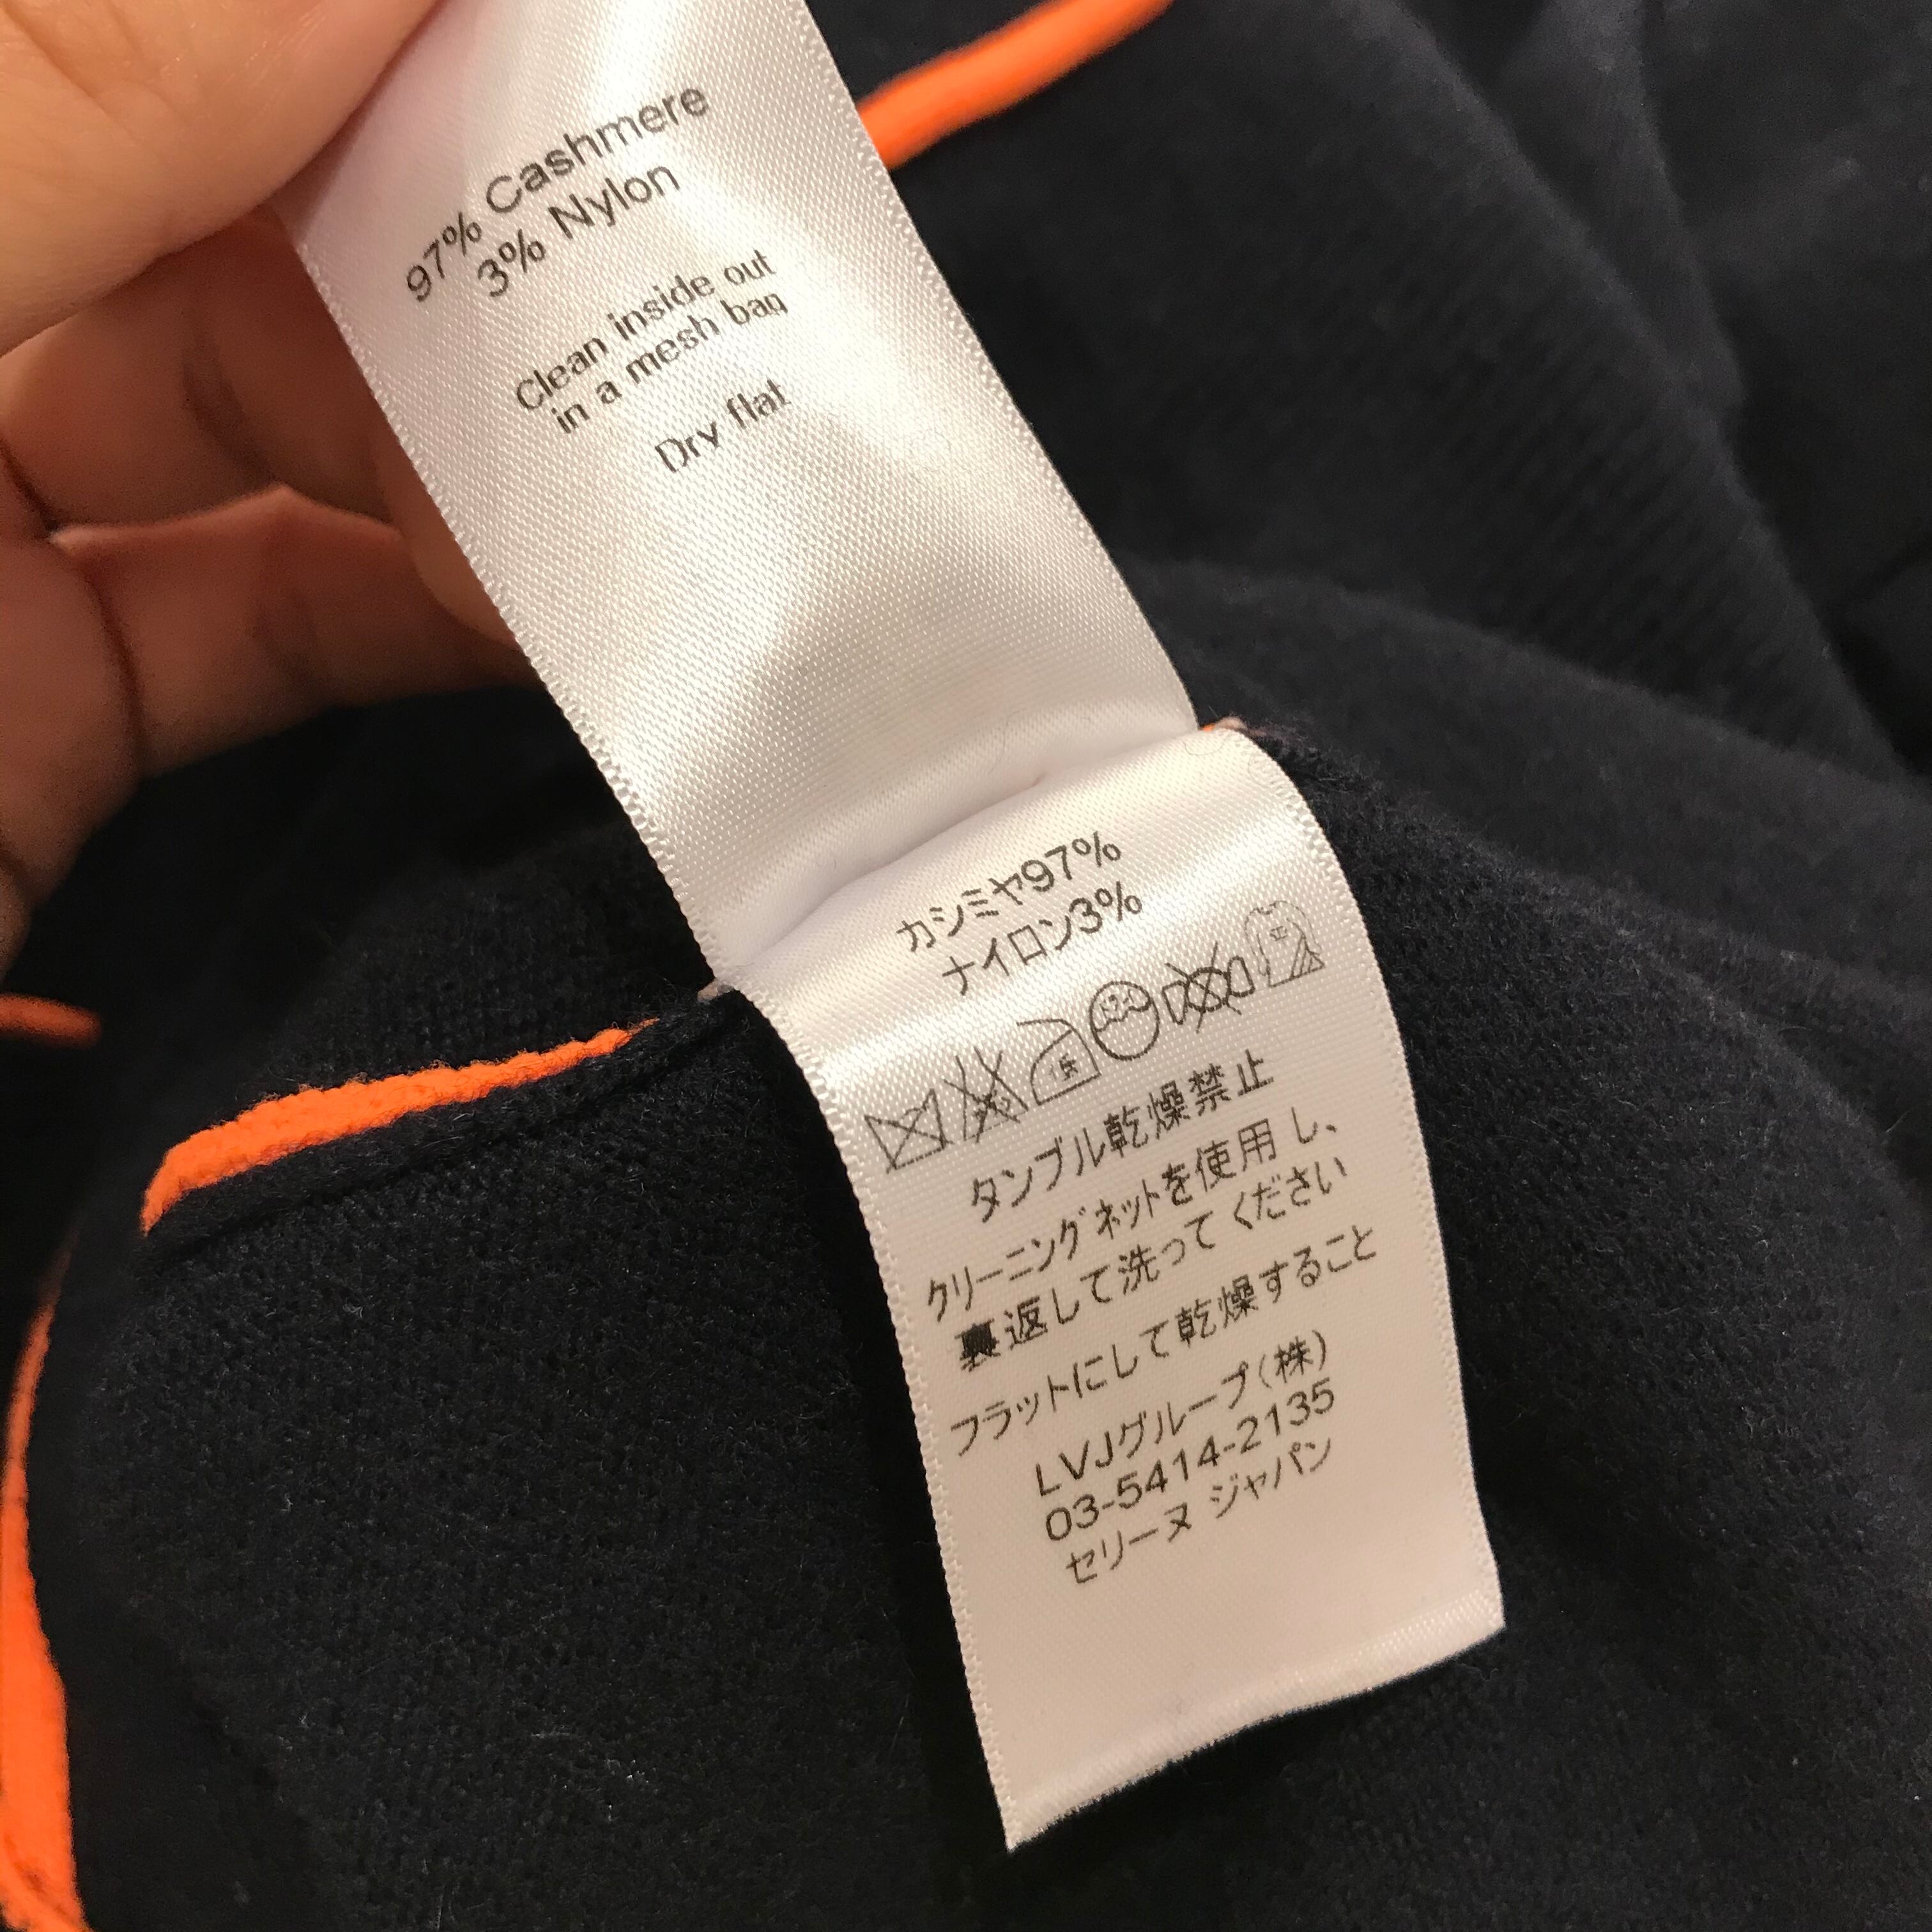 97% Cashmere
3% Nylon
Clean inside out
in a mesh bag
Dry flat
カシミヤ97%
ナイロン3%
タンブル乾燥禁止
クリーニングネットを使用し、
裏返して洗ってください
フラットにして乾燥すること
LVJグループ(株)
03-5414-2135
セリーヌ ジャパン